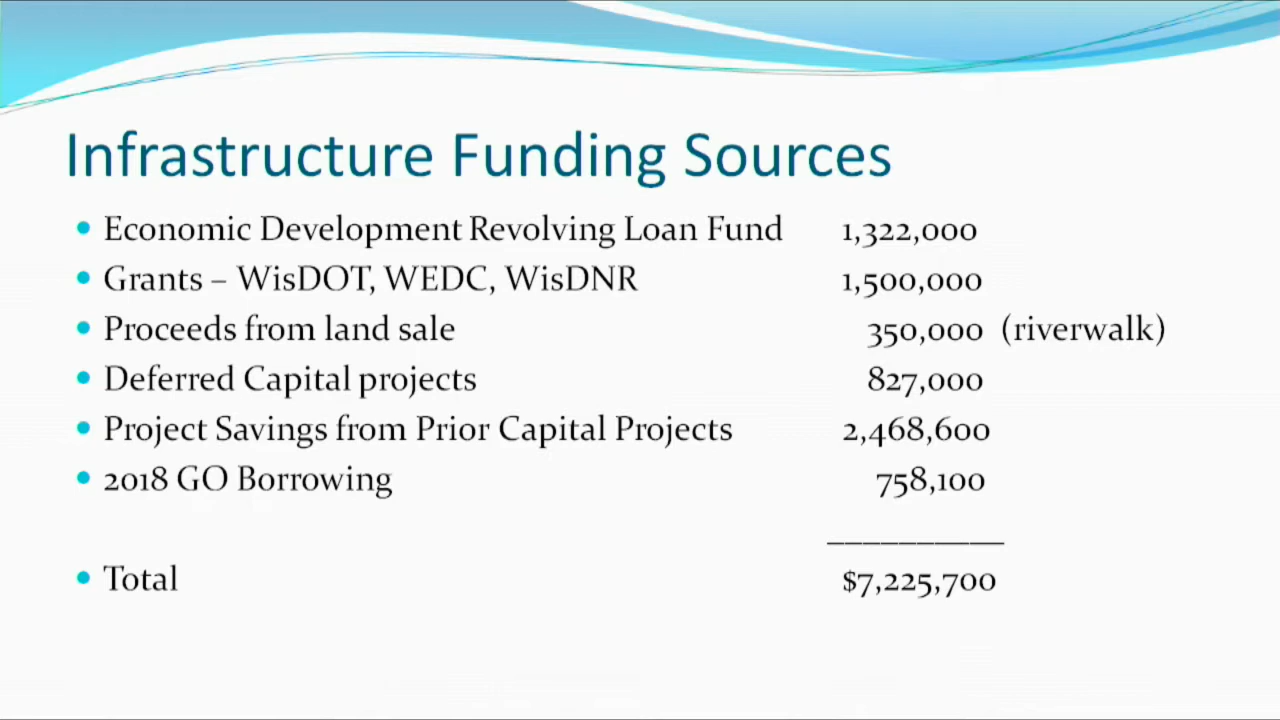 Infrastructure Funding Sources
• Economic Development Revolving Loan Fund 1,322,000
• Grants – WisDOT, WEDC, WisDNR 1,500,000
• Proceeds from land sale 350,000 (riverwalk)
• Deferred Capital projects 827,000
• Project Savings from Prior Capital Projects 2,468,600
• 2018 GO Borrowing 758,100
__________
• Total $7,225,700